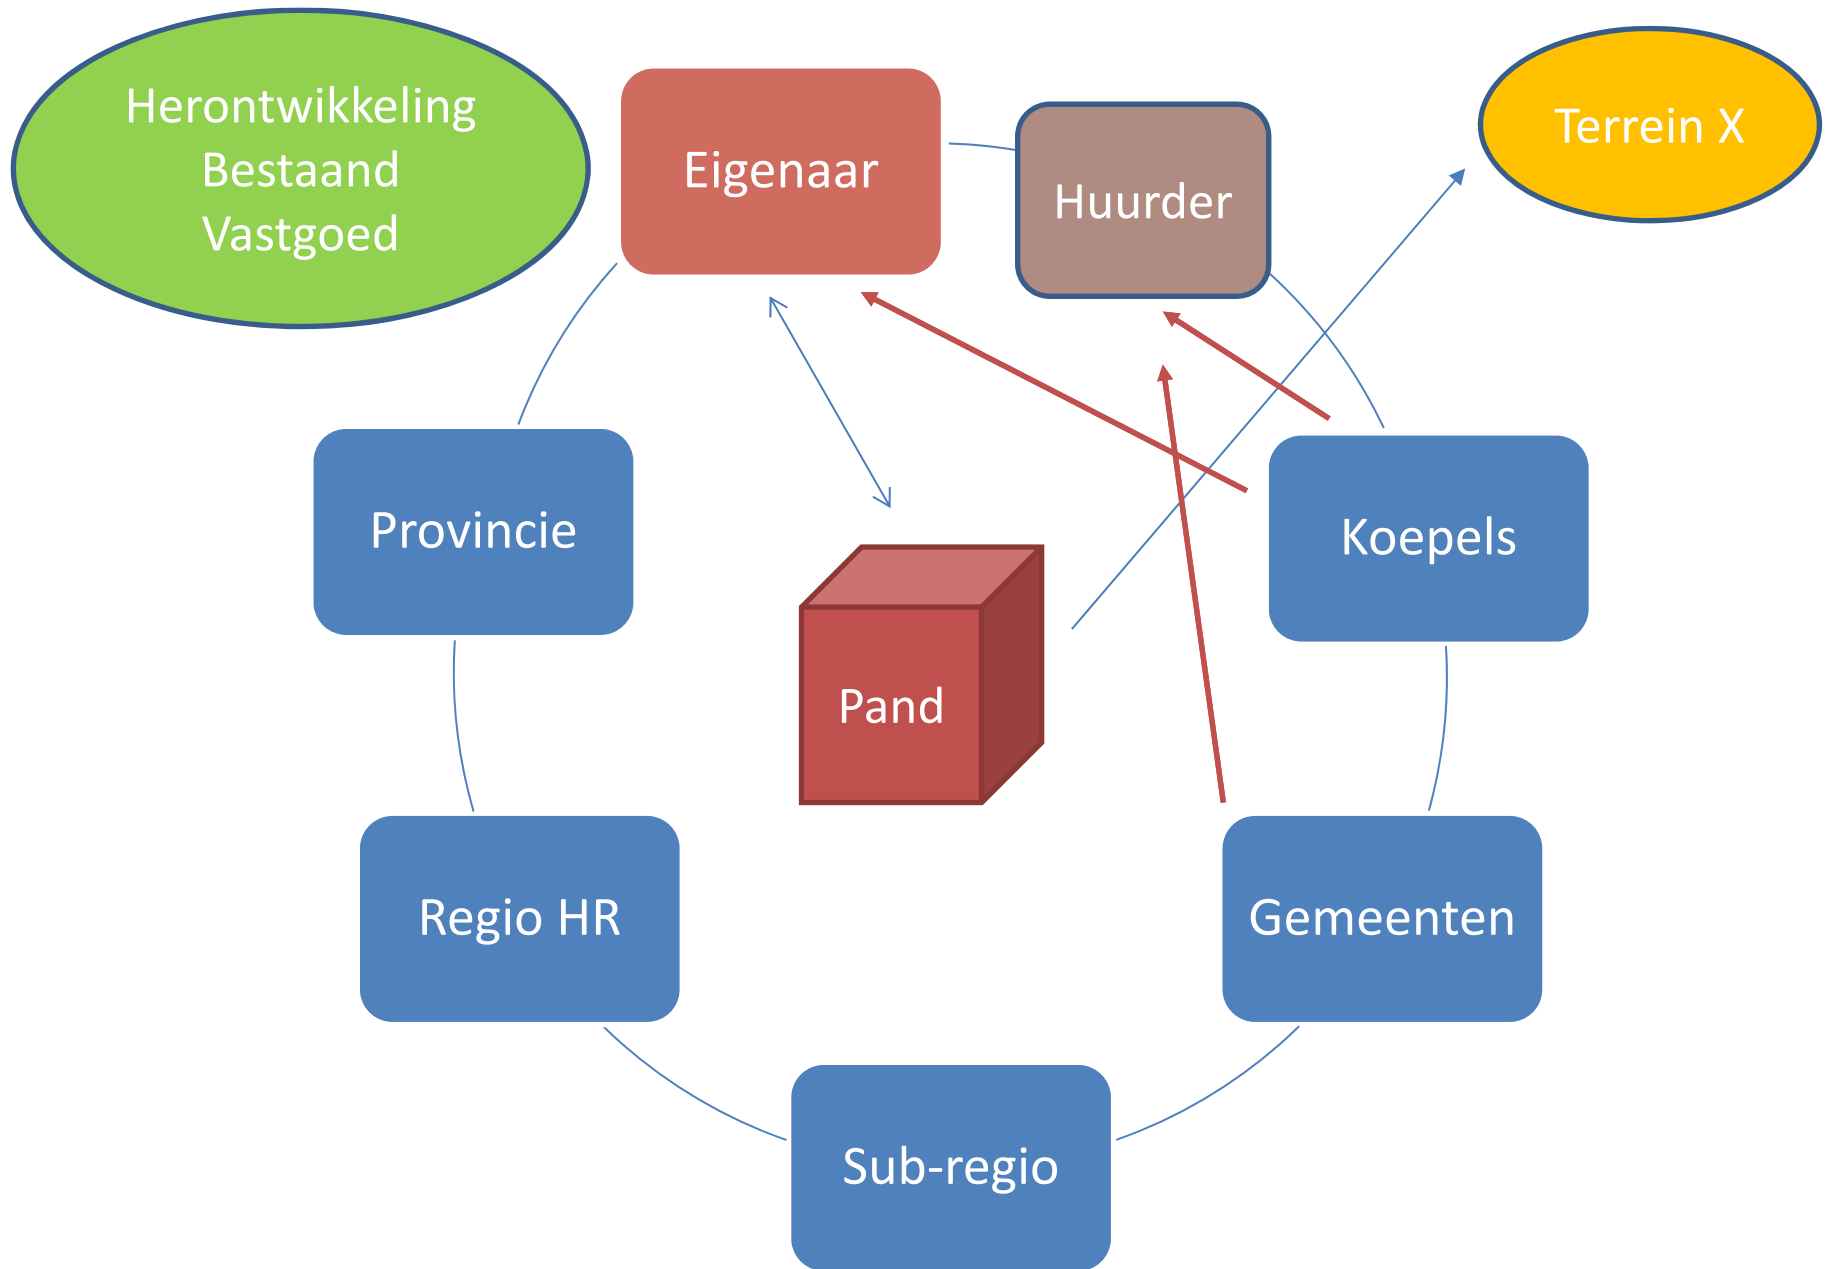 Herontwikkeling
Bestaand
Vastgoed
Eigenaar
Huurder
Terrein X
Provincie
Koepels
Pand
Regio HR
Gemeenten
Sub-regio